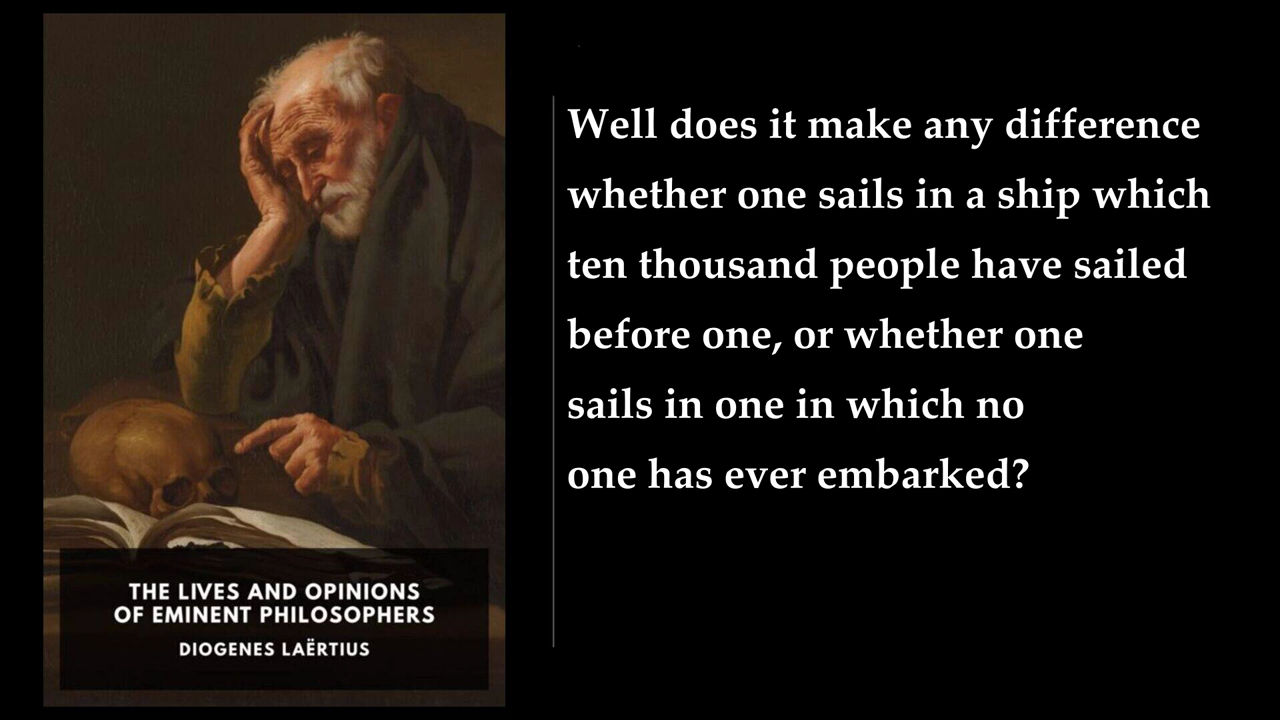 Well does it make any difference
whether one sails in a ship which
ten thousand people have sailed
before one, or whether one
sails in one in which no
one has ever embarked?
THE LIVES AND OPINIONS
OF EMINENT PHILOSOPHERS
DIOGENES LAËRTIUS